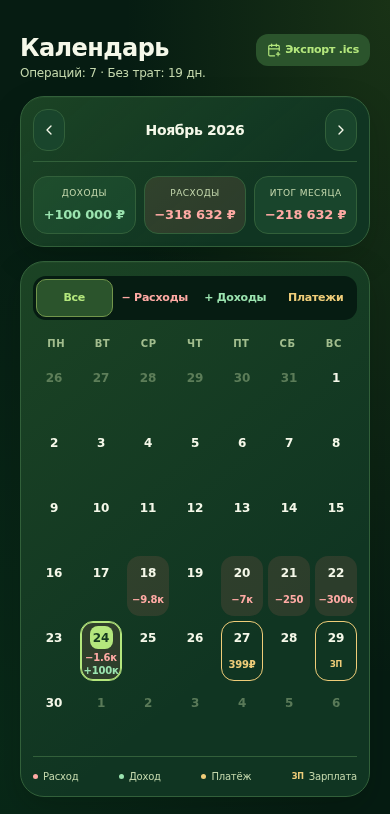 Календарь
Экспорт .ics
Операций: 7 · Без трат: 19 дн.
Ноябрь 2026
ДОХОДЫ РАСХОДЫ ИТОГ МЕСЯЦА
+100 000 ₽ −318 632 ₽ −218 632 ₽
Все − Расходы + Доходы Платежи
ПН ВТ СР ЧТ ПТ СБ ВС
26 27 28 29 30 31 1
2 3 4 5 6 7 8
9 10 11 12 13 14 15
16 17 18 19 20 21 22
−9.8к −7к −250 −300к
23 24 25 26 27 28 29
−1.6к 399₽ ЗП
+100к
30 1 2 3 4 5 6
Расход Доход Платёж ЗП Зарплата